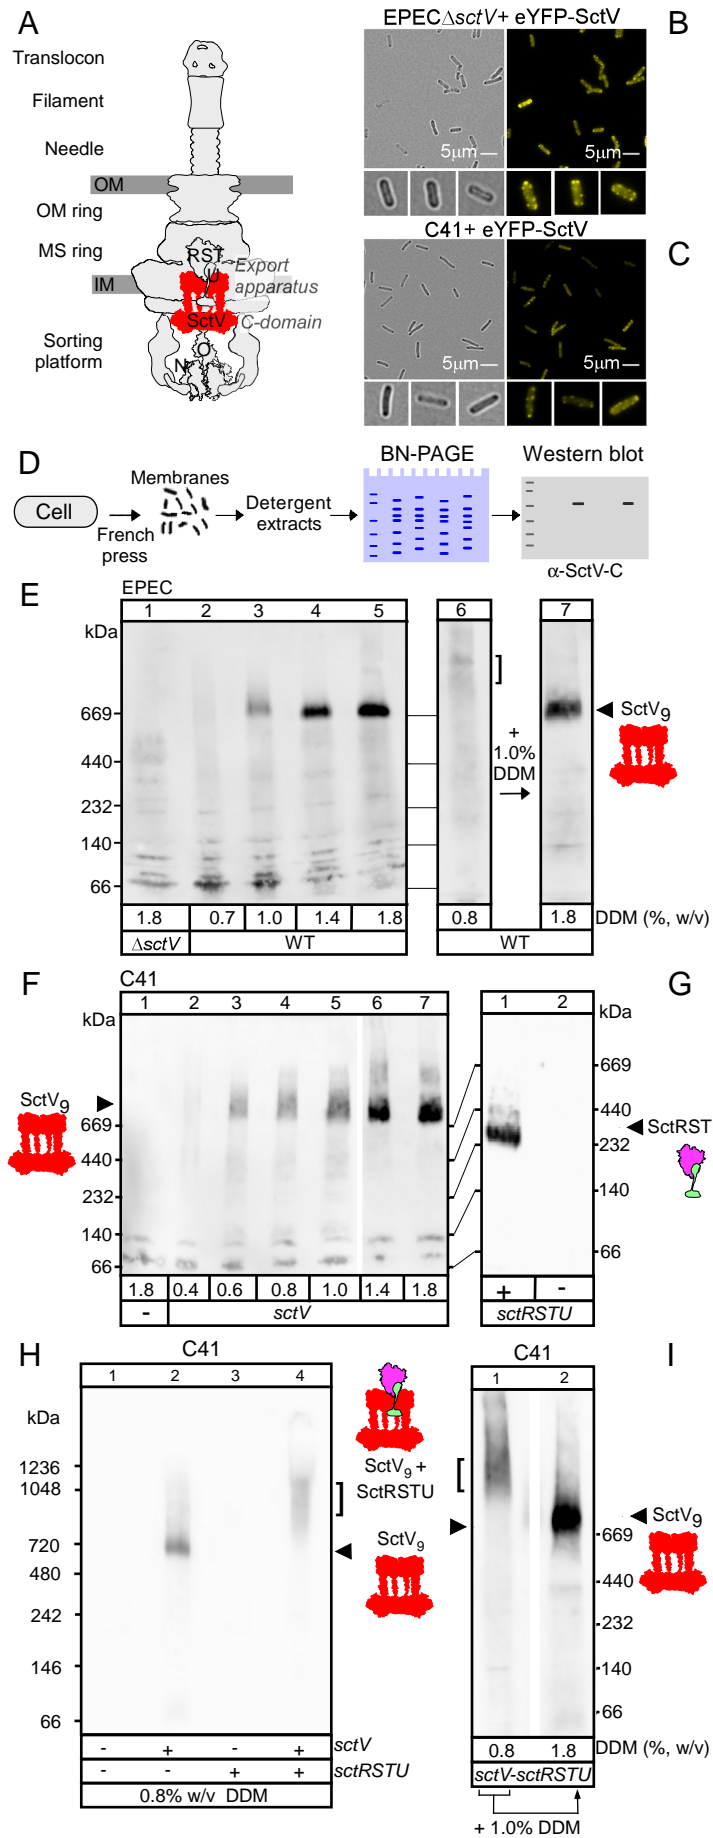 A
Translocon
Filament
Needle
OM
OM ring
MS ring
RST
U
Export
apparatus
IM
SctV
C-domain
Sorting
platform
O
N
EPECΔsctV+ eYFP-SctV
B
5μm
5μm
C41+ eYFP-SctV
C
5μm
5μm
D
Cell
French
press
Membranes
Detergent
extracts
BN-PAGE
Western blot
α-SctV-C
E
EPEC
1 2 3 4 5 6 7
kDa
669
440
232
140
66
+
1.0%
DDM
SctV9
1.8 0.7 1.0 1.4 1.8 0.8 1.8 DDM (%, w/v)
ΔsctV WT WT
F
C41
1 2 3 4 5 6 7
kDa
SctV9
669
440
232
140
66
1.8 0.4 0.6 0.8 1.0 1.4 1.8
- sctV
G
1 2
kDa
669
440
SctRST
232
140
66
+ -
sctRSTU
H
C41
1 2 3 4
kDa
1236
1048
720
480
242
146
66
SctV9 +
SctRSTU
SctV9
- + - + sctV
- - + + sctRSTU
0.8% w/v DDM
I
C41
1 2
SctV9
669
440
232
140
66
0.8 1.8 DDM (%, w/v)
sctV-sctRSTU
+ 1.0% DDM